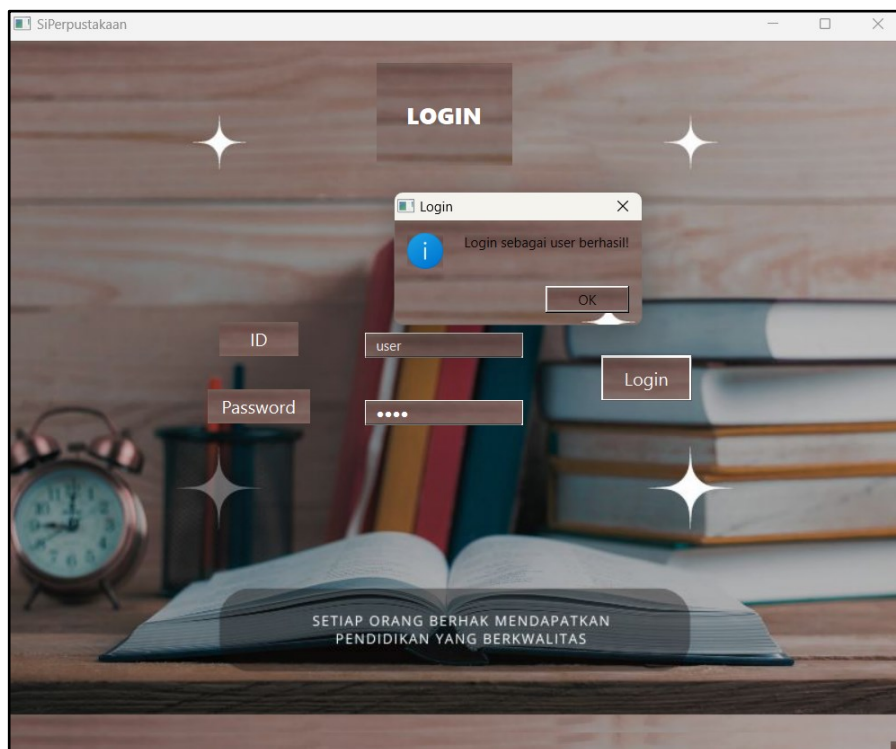 SiPerpustakaan
LOGIN
Login
Login sebagai user berhasil!
OK
ID
user
Login
Password
••••
SETIAP ORANG BERHAK MENDAPATKAN
PENDIDIKAN YANG BERKWALITAS